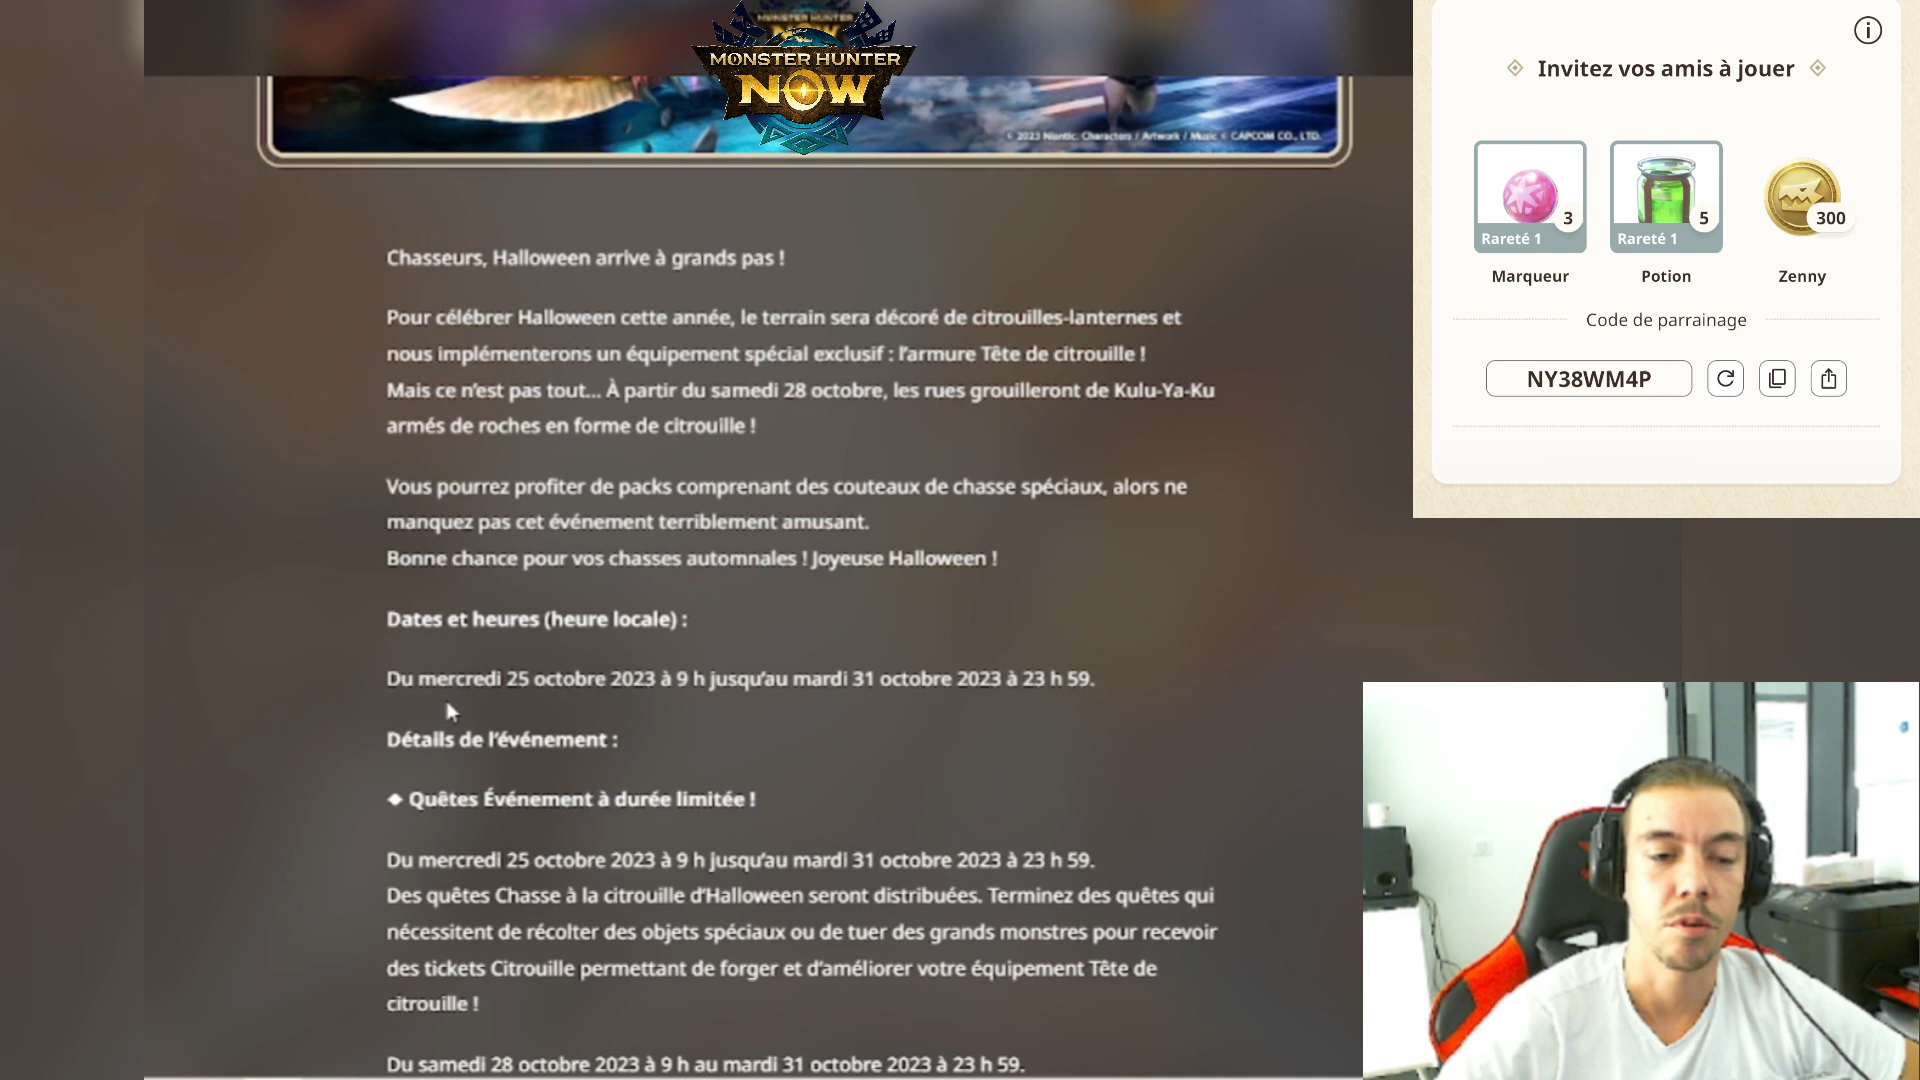 MONSTER HUNTER
NOW
© 2023 Niantic. Characters / Artwork / Music © CAPCOM CO., LTD.
Chasseurs, Halloween arrive à grands pas !
Pour célébrer Halloween cette année, le terrain sera décoré de citrouilles-lanternes et
nous implémenterons un équipement spécial exclusif : l’armure Tête de citrouille !
Mais ce n’est pas tout... À partir du samedi 28 octobre, les rues grouilleront de Kulu-Ya-Ku
armés de roches en forme de citrouille !
Vous pourrez profiter de packs comprenant des couteaux de chasse spéciaux, alors ne
manquez pas cet événement terriblement amusant.
Bonne chance pour vos chasses automnales ! Joyeuse Halloween !
Dates et heures (heure locale) :
Du mercredi 25 octobre 2023 à 9 h jusqu’au mardi 31 octobre 2023 à 23 h 59.
Détails de l’événement :
◆ Quêtes Événement à durée limitée !
Du mercredi 25 octobre 2023 à 9 h jusqu’au mardi 31 octobre 2023 à 23 h 59.
Des quêtes Chasse à la citrouille d’Halloween seront distribuées. Terminez des quêtes qui
nécessitent de récolter des objets spéciaux ou de tuer des grands monstres pour recevoir
des tickets Citrouille permettant de forger et d’améliorer votre équipement Tête de
citrouille !
Du samedi 28 octobre 2023 à 9 h au mardi 31 octobre 2023 à 23 h 59.
Invitez vos amis à jouer
3
5
300
Rareté 1
Rareté 1
Marqueur
Potion
Zenny
Code de parrainage
NY38WM4P